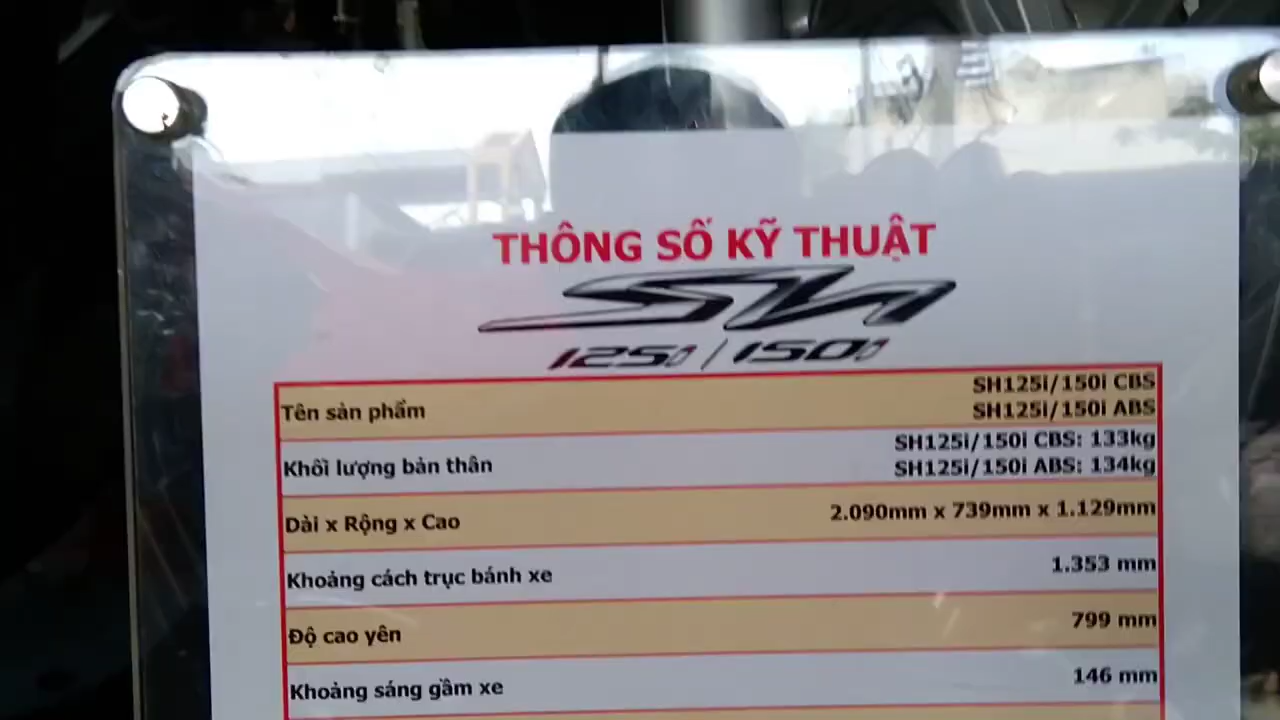 THÔNG SỐ KỸ THUẬT
SH
125i/150i
Tên sản phẩm
SH125i/150i CBS
SH125i/150i ABS
Khối lượng bản thân
SH125i/150i CBS: 133kg
SH125i/150i ABS: 134kg
Dài x Rộng x Cao
2.090mm x 739mm x 1.129mm
Khoảng cách trục bánh xe
1.353 mm
Độ cao yên
799 mm
Khoảng sáng gầm xe
146 mm